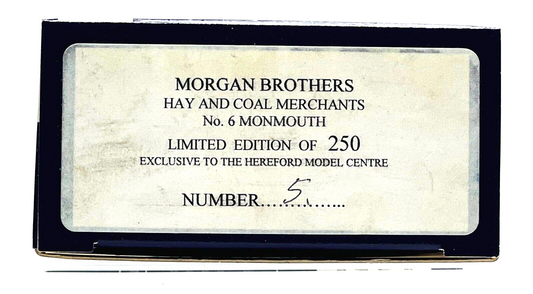 MORGAN BROTHERS
HAY AND COAL MERCHANTS
No. 6 MONMOUTH
LIMITED EDITION OF 250
EXCLUSIVE TO THE HEREFORD MODEL CENTRE
NUMBER.....5.......